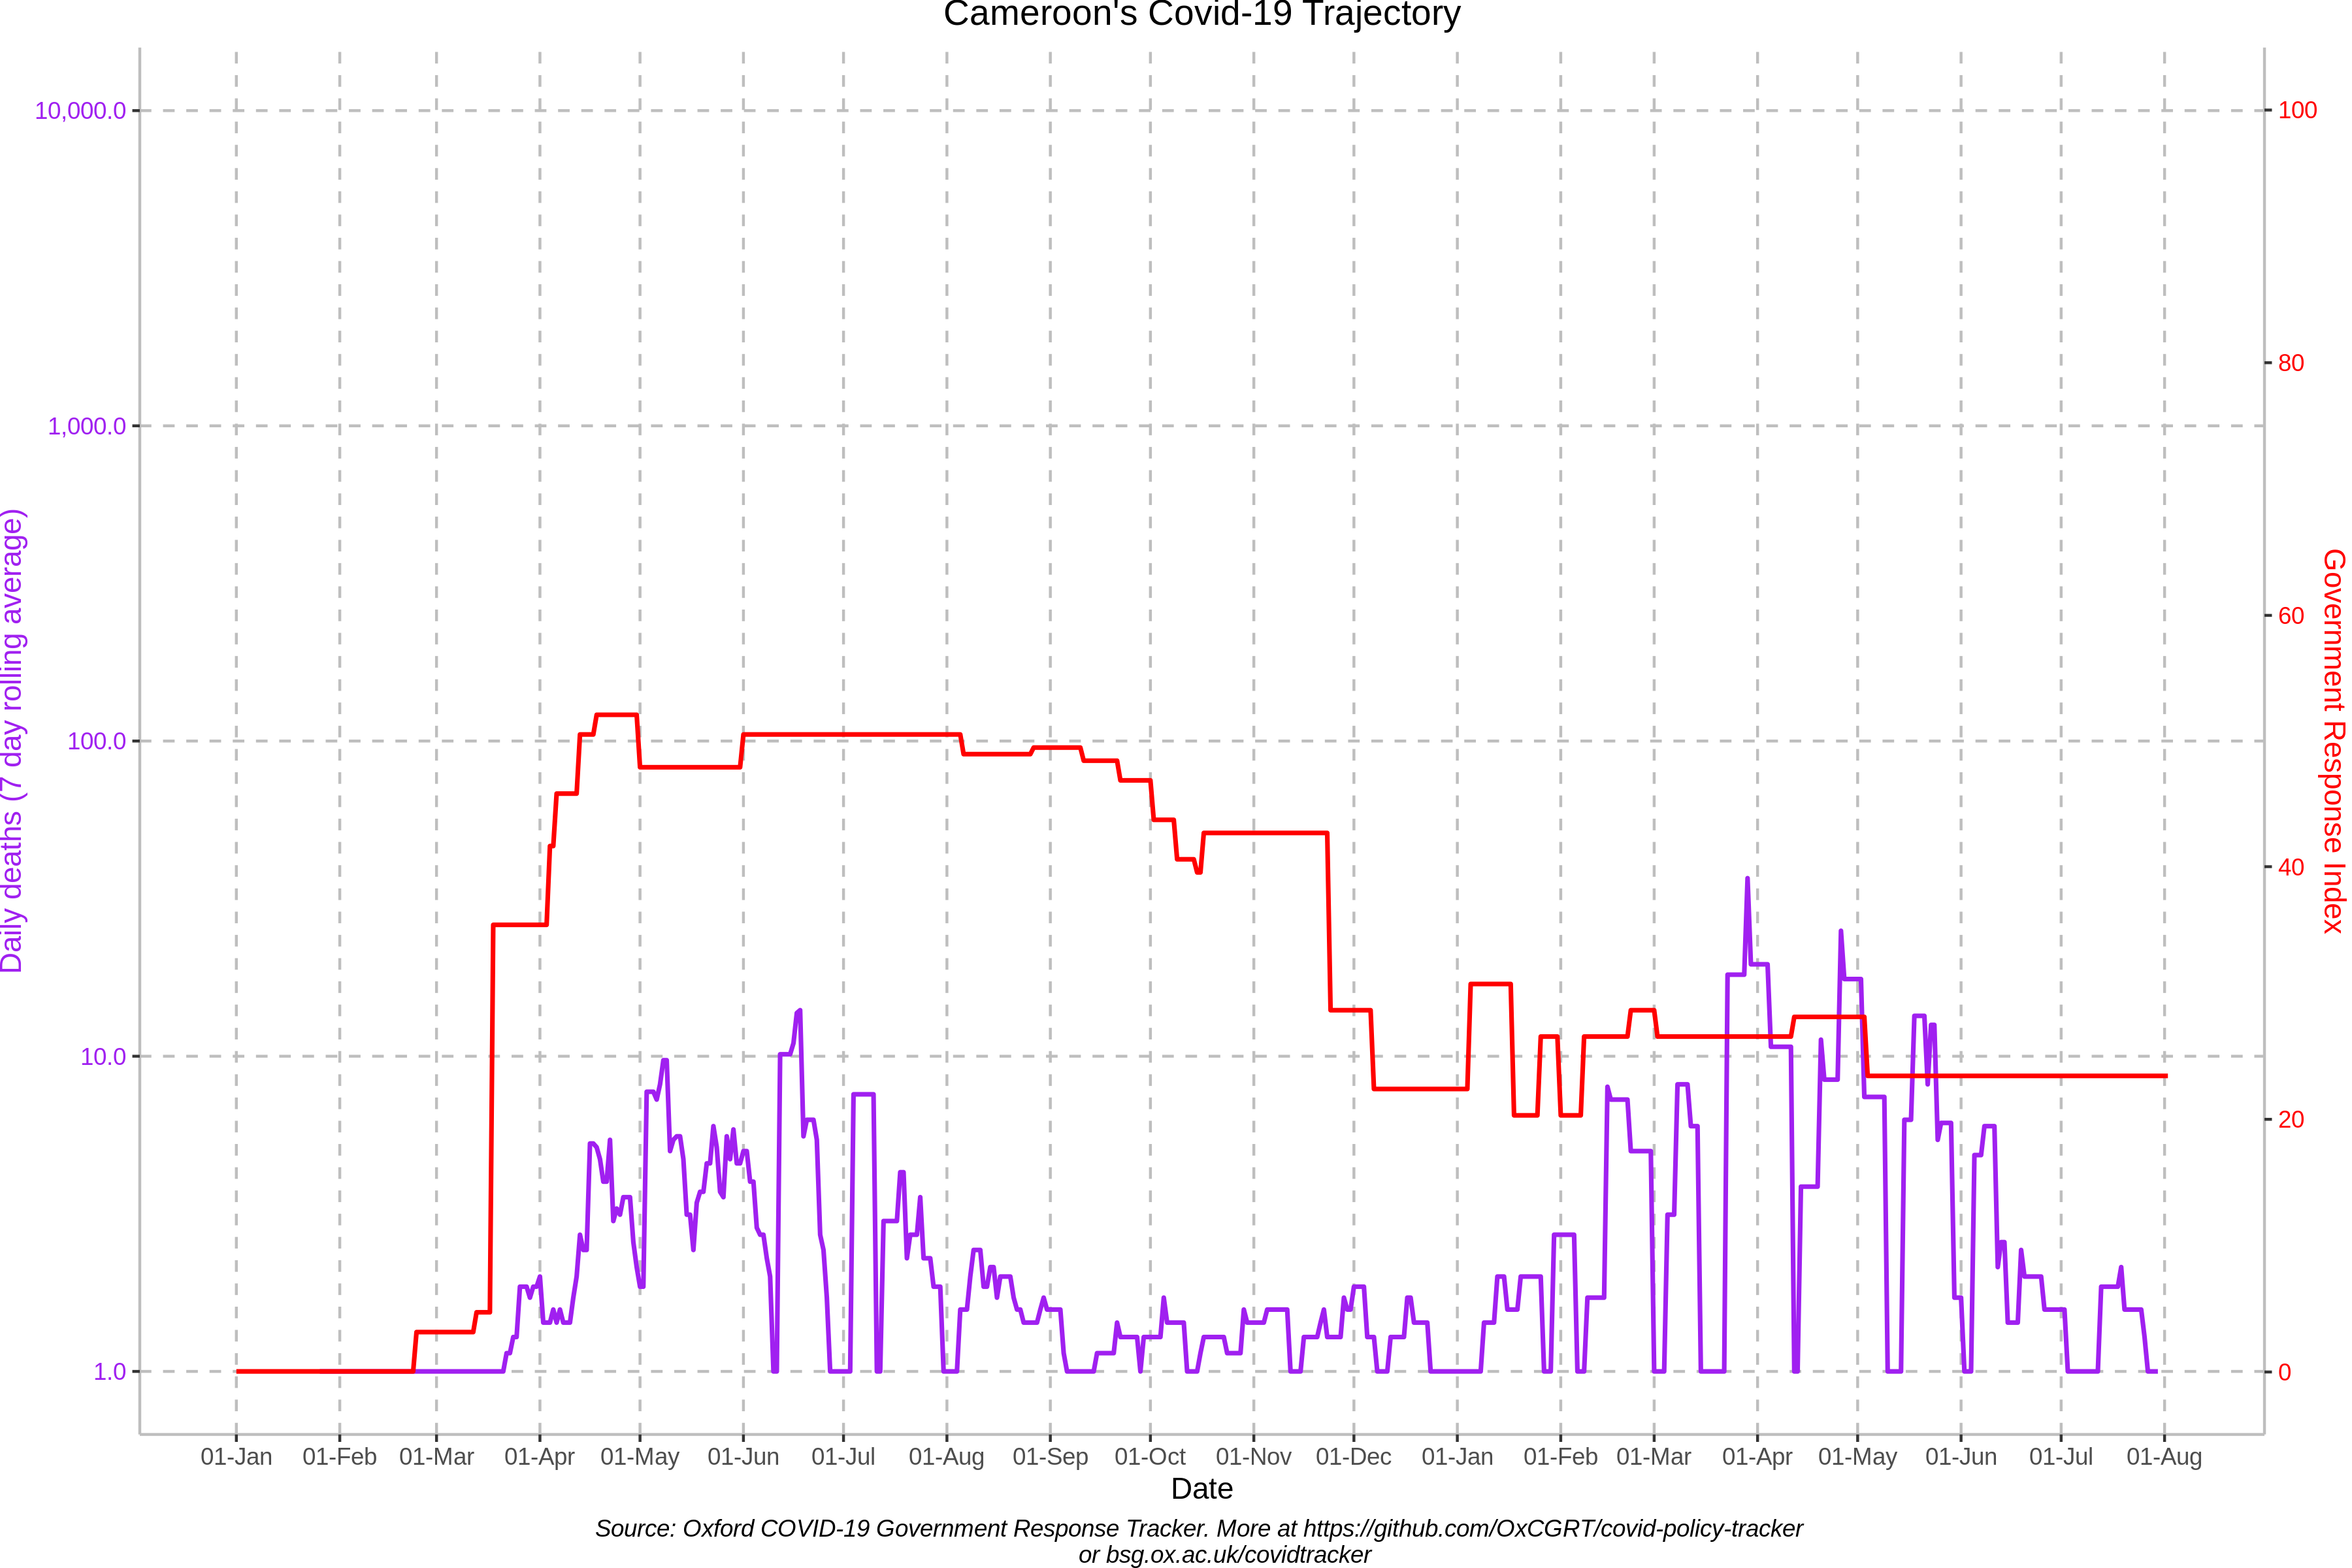 Cameroon's Covid-19 Trajectory
10,000.0
1,000.0
100.0
10.0
1.0
Daily deaths (7 day rolling average)
100
80
60
40
20
0
Government Response Index
01-Jan 01-Feb 01-Mar 01-Apr 01-May 01-Jun 01-Jul 01-Aug 01-Sep 01-Oct 01-Nov 01-Dec 01-Jan 01-Feb 01-Mar 01-Apr 01-May 01-Jun 01-Jul 01-Aug
Date
Source: Oxford COVID-19 Government Response Tracker. More at https://github.com/OxCGRT/covid-policy-tracker
or bsg.ox.ac.uk/covidtracker